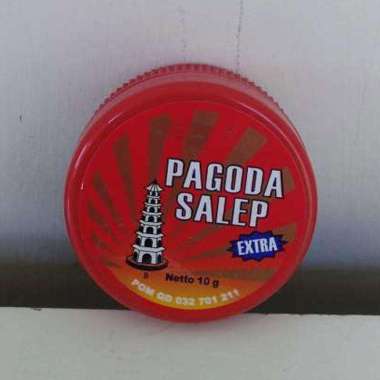 PAGODA
SALEP
EXTRA
Netto 10 g
POM QD 032 701 211